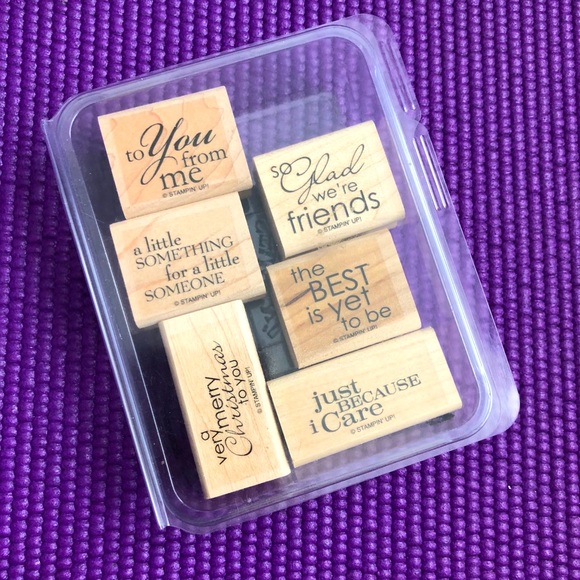 to You
from
me
© STAMPIN' UP!
so Glad
we're
friends
© STAMPIN' UP!
a little
SOMETHING
for a little
SOMEONE
© STAMPIN' UP!
the
BEST
is yet
to be
© STAMPIN' UP!
a
very merry
Christmas
to you
© STAMPIN' UP!
just
BECAUSE
i Care
© STAMPIN' UP!